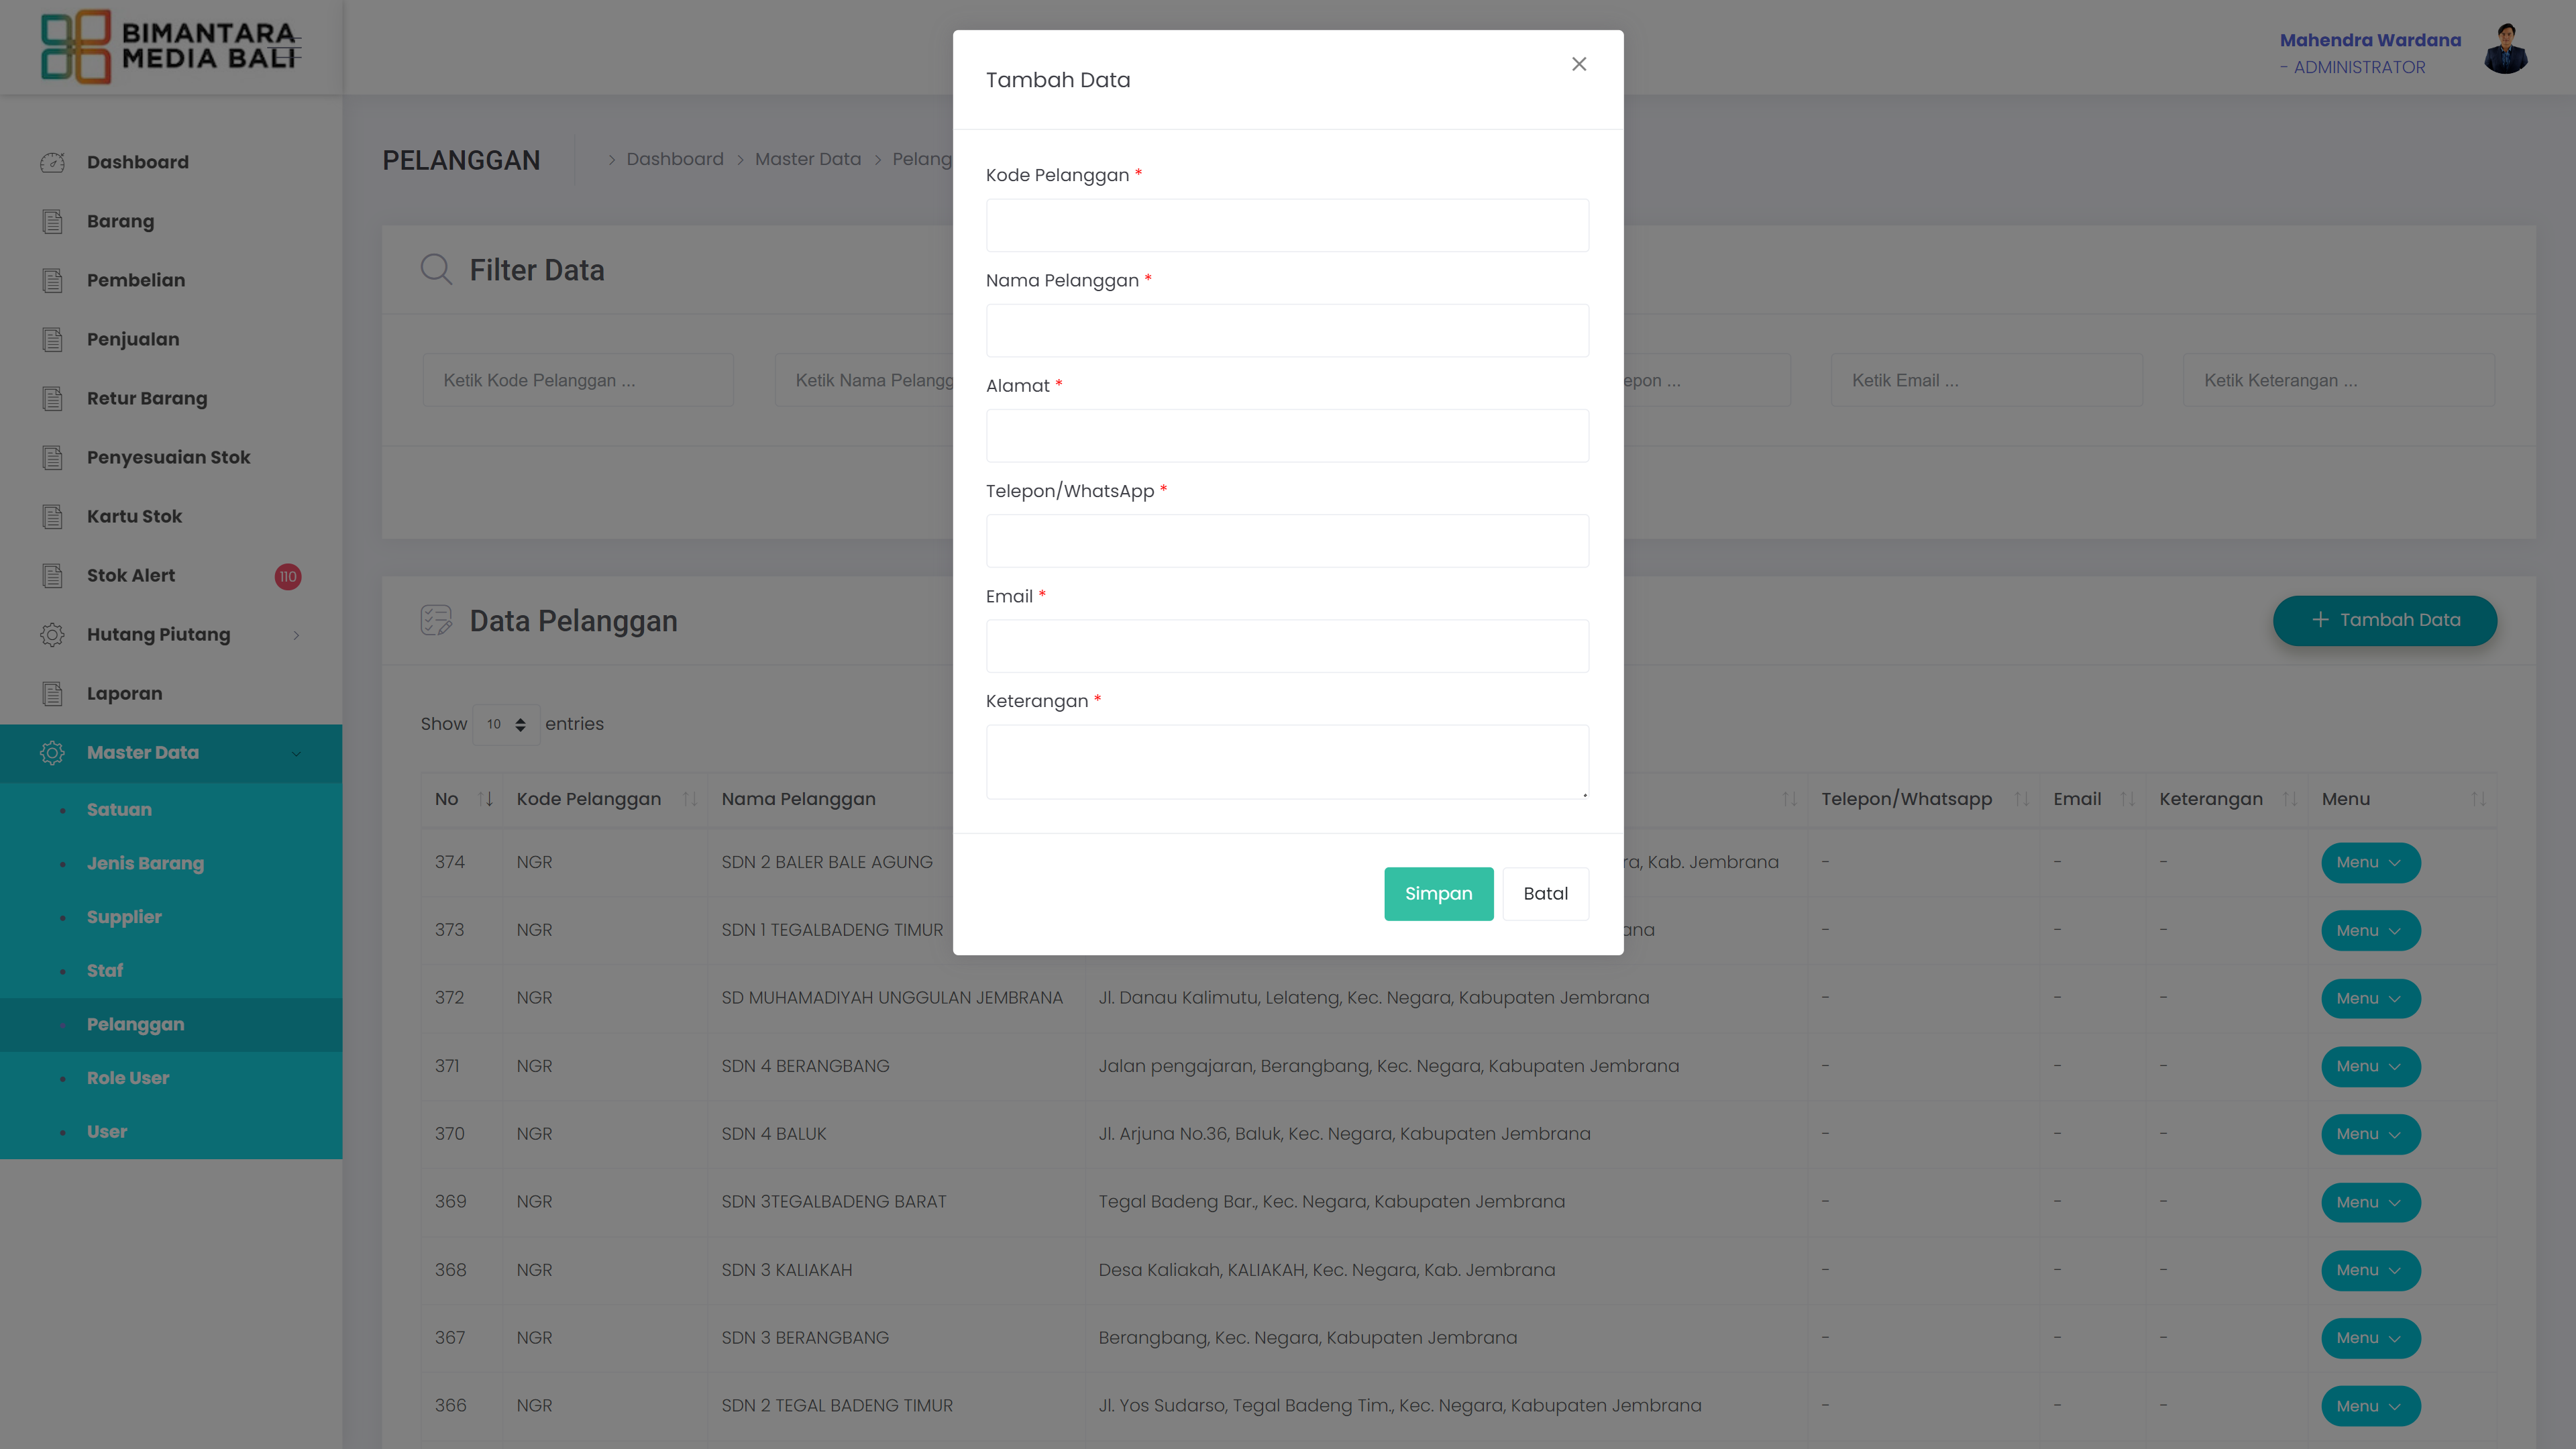 BIMANTARA
MEDIA BALI
Mahendra Wardana
- ADMINISTRATOR
Dashboard
Barang
Pembelian
Penjualan
Retur Barang
Penyesuaian Stok
Kartu Stok
Stok Alert 110
Hutang Piutang
Laporan
Master Data
Satuan
Jenis Barang
Supplier
Staf
Pelanggan
Role User
User
PELANGGAN > Dashboard > Master Data > Pelang
Filter Data
Ketik Kode Pelanggan ... Ketik Nama Pelangg epon ... Ketik Email ... Ketik Keterangan ...
Data Pelanggan
+ Tambah Data
Show 10 entries
No Kode Pelanggan Nama Pelanggan Telepon/Whatsapp Email Keterangan Menu
374 NGR SDN 2 BALER BALE AGUNG ra, Kab. Jembrana - - - Menu
373 NGR SDN 1 TEGALBADENG TIMUR ana - - - Menu
372 NGR SD MUHAMADIYAH UNGGULAN JEMBRANA Jl. Danau Kalimutu, Lelateng, Kec. Negara, Kabupaten Jembrana - - - Menu
371 NGR SDN 4 BERANGBANG Jalan pengajaran, Berangbang, Kec. Negara, Kabupaten Jembrana - - - Menu
370 NGR SDN 4 BALUK Jl. Arjuna No.36, Baluk, Kec. Negara, Kabupaten Jembrana - - - Menu
369 NGR SDN 3TEGALBADENG BARAT Tegal Badeng Bar., Kec. Negara, Kabupaten Jembrana - - - Menu
368 NGR SDN 3 KALIAKAH Desa Kaliakah, KALIAKAH, Kec. Negara, Kab. Jembrana - - - Menu
367 NGR SDN 3 BERANGBANG Berangbang, Kec. Negara, Kabupaten Jembrana - - - Menu
366 NGR SDN 2 TEGAL BADENG TIMUR Jl. Yos Sudarso, Tegal Badeng Tim., Kec. Negara, Kabupaten Jembrana - - - Menu
Tambah Data
Kode Pelanggan *
Nama Pelanggan *
Alamat *
Telepon/WhatsApp *
Email *
Keterangan *
Simpan Batal